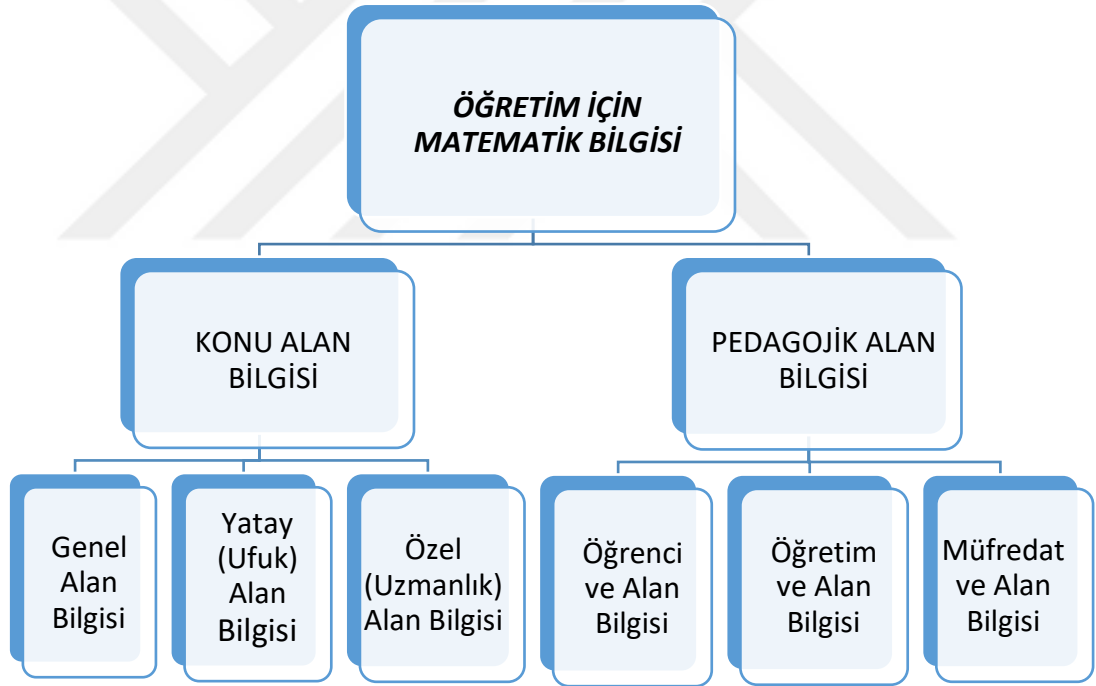 ÖĞRETİM İÇİN
MATEMATİK BİLGİSİ
KONU ALAN
BİLGİSİ
PEDAGOJİK ALAN
BİLGİSİ
Genel
Alan
Bilgisi
Yatay
(Ufuk)
Alan
Bilgisi
Özel
(Uzmanlık)
Alan Bilgisi
Öğrenci
ve Alan
Bilgisi
Öğretim
ve Alan
Bilgisi
Müfredat
ve Alan
Bilgisi